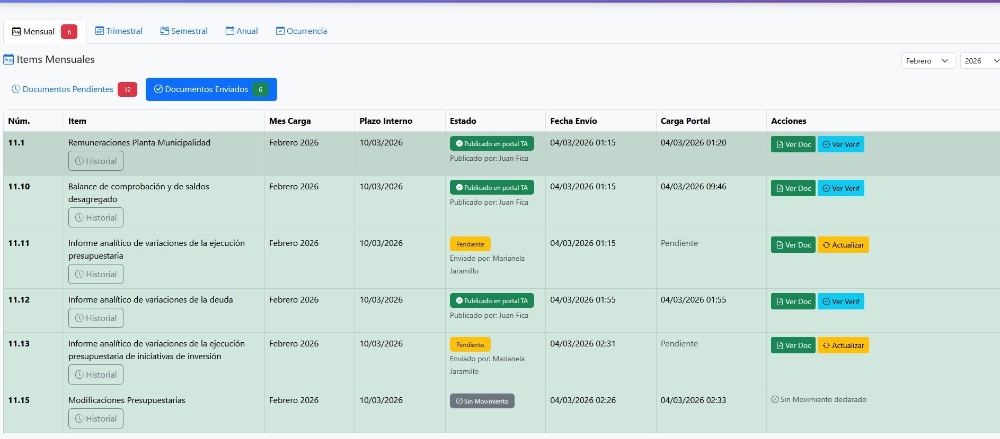 Aug Mensual 6 Trimestral Semestral Anual Ocurrencia
Aug Items Mensuales Febrero 2026
Documentos Pendientes 12 Documentos Enviados 6
Núm. Item Mes Carga Plazo Interno Estado Fecha Envío Carga Portal Acciones
11.1 Remuneraciones Planta Municipalidad Febrero 2026 10/03/2026 Publicado en portal TA 04/03/2026 01:15 04/03/2026 01:20 Ver Doc Ver Verif
Historial Publicado por: Juan Fica
11.10 Balance de comprobación y de saldos Febrero 2026 10/03/2026 Publicado en portal TA 04/03/2026 01:15 04/03/2026 09:46 Ver Doc Ver Verif
desagregado Publicado por: Juan Fica
Historial
11.11 Informe analítico de variaciones de la ejecución Febrero 2026 10/03/2026 Pendiente 04/03/2026 01:15 Pendiente Ver Doc Actualizar
presupuestaria Enviado por: Marianela
Historial Jaramillo
11.12 Informe analítico de variaciones de la deuda Febrero 2026 10/03/2026 Publicado en portal TA 04/03/2026 01:55 04/03/2026 01:55 Ver Doc Ver Verif
Historial Publicado por: Juan Fica
11.13 Informe analítico de variaciones de la ejecución Febrero 2026 10/03/2026 Pendiente 04/03/2026 02:31 Pendiente Ver Doc Actualizar
presupuestaria de iniciativas de inversión Enviado por: Marianela
Historial Jaramillo
11.15 Modificaciones Presupuestarias Febrero 2026 10/03/2026 Sin Movimiento 04/03/2026 02:26 04/03/2026 02:33 Sin Movimiento declarado
Historial